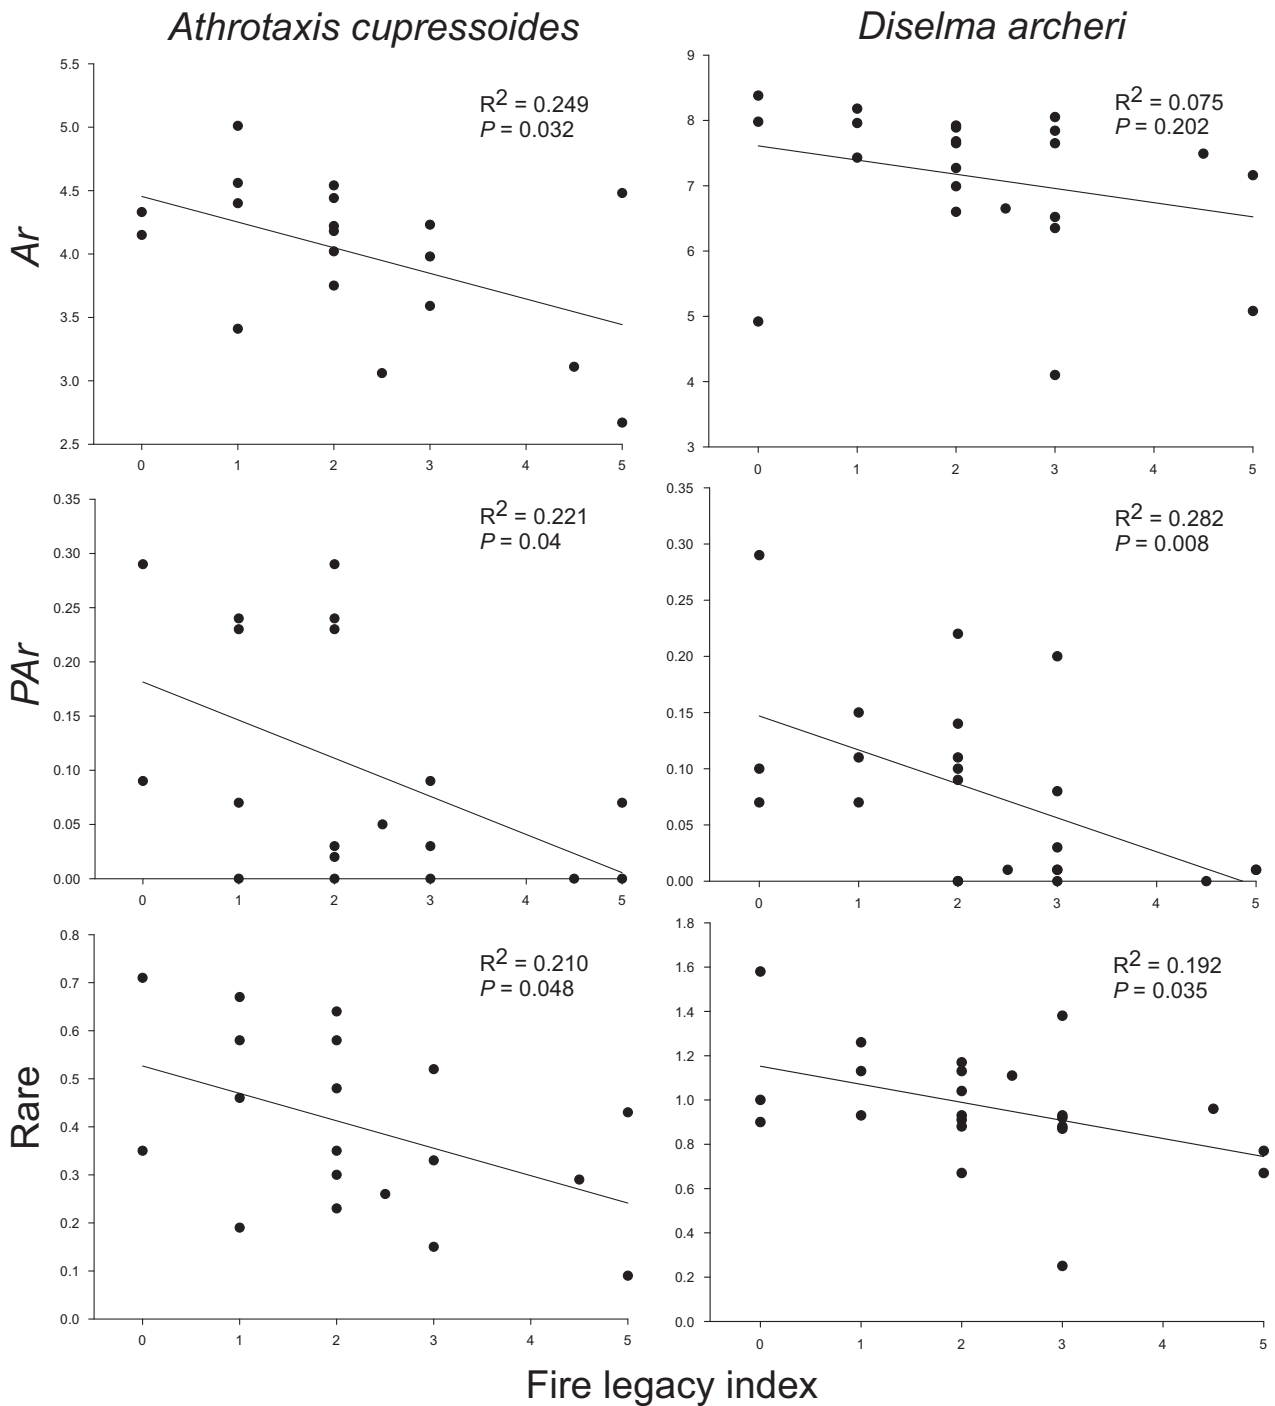 Athrotaxis cupressoides
Diselma archeri
Ar
5.5
5.0
4.5
4.0
3.5
3.0
2.5
R2 = 0.249
P = 0.032
0 1 2 3 4 5
9
8
7
6
5
4
3
R2 = 0.075
P = 0.202
0 1 2 3 4 5
PAr
0.35
0.30
0.25
0.20
0.15
0.10
0.05
0.00
R2 = 0.221
P = 0.04
0 1 2 3 4 5
0.35
0.30
0.25
0.20
0.15
0.10
0.05
0.00
R2 = 0.282
P = 0.008
0 1 2 3 4 5
Rare
0.8
0.7
0.6
0.5
0.4
0.3
0.2
0.1
0.0
R2 = 0.210
P = 0.048
0 1 2 3 4 5
1.8
1.6
1.4
1.2
1.0
0.8
0.6
0.4
0.2
0.0
R2 = 0.192
P = 0.035
0 1 2 3 4 5
Fire legacy index